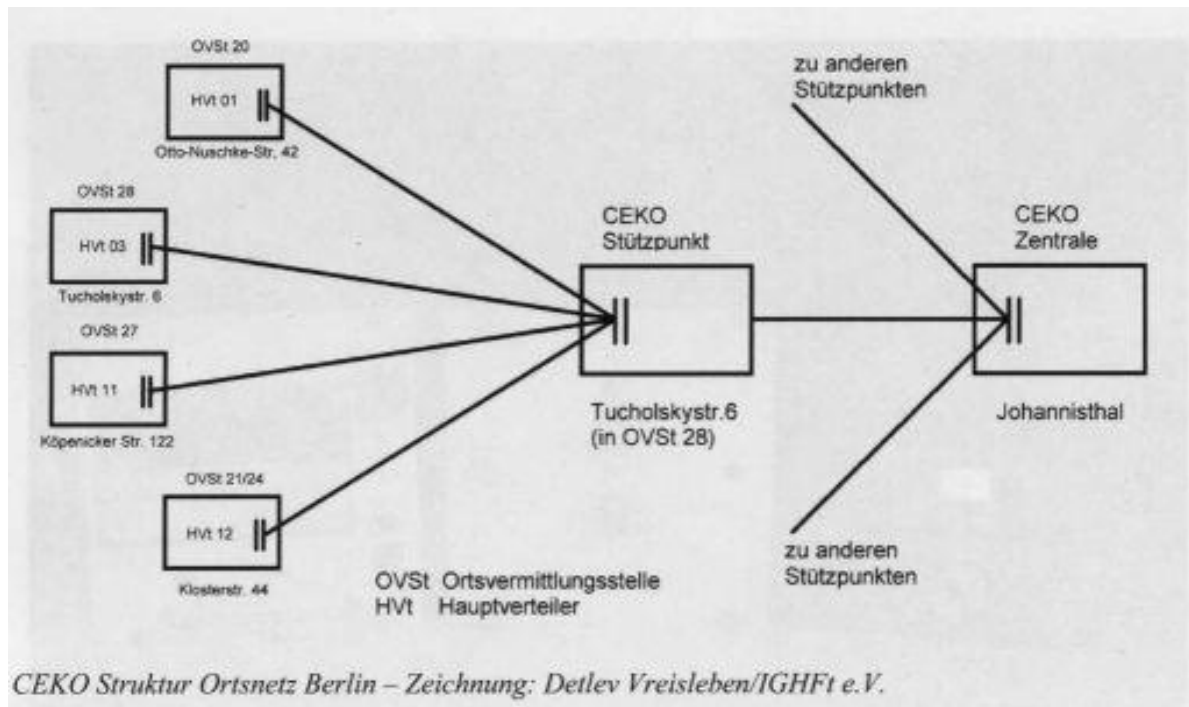 OVSt 20
HVt 01
Otto-Nuschke-Str. 42
OVSt 28
HVt 03
Tucholskystr. 6
OVSt 27
HVt 11
Köpenicker Str. 122
OVSt 21/24
HVt 12
Klosterstr. 44
CEKO
Stützpunkt
Tucholskystr.6
(in OVSt 28)
zu anderen
Stützpunkten
CEKO
Zentrale
Johannisthal
zu anderen
Stützpunkten
OVSt Ortsvermittlungsstelle
HVt Hauptverteiler
CEKO Struktur Ortsnetz Berlin – Zeichnung: Detlev Vreisleben/IGHFt e.V.